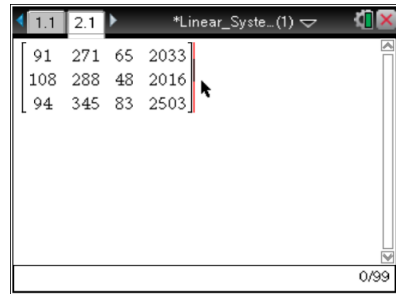 1.1 2.1 *Linear_Syste...(1)
91 271 65 2033
108 288 48 2016
94 345 83 2503
0/99